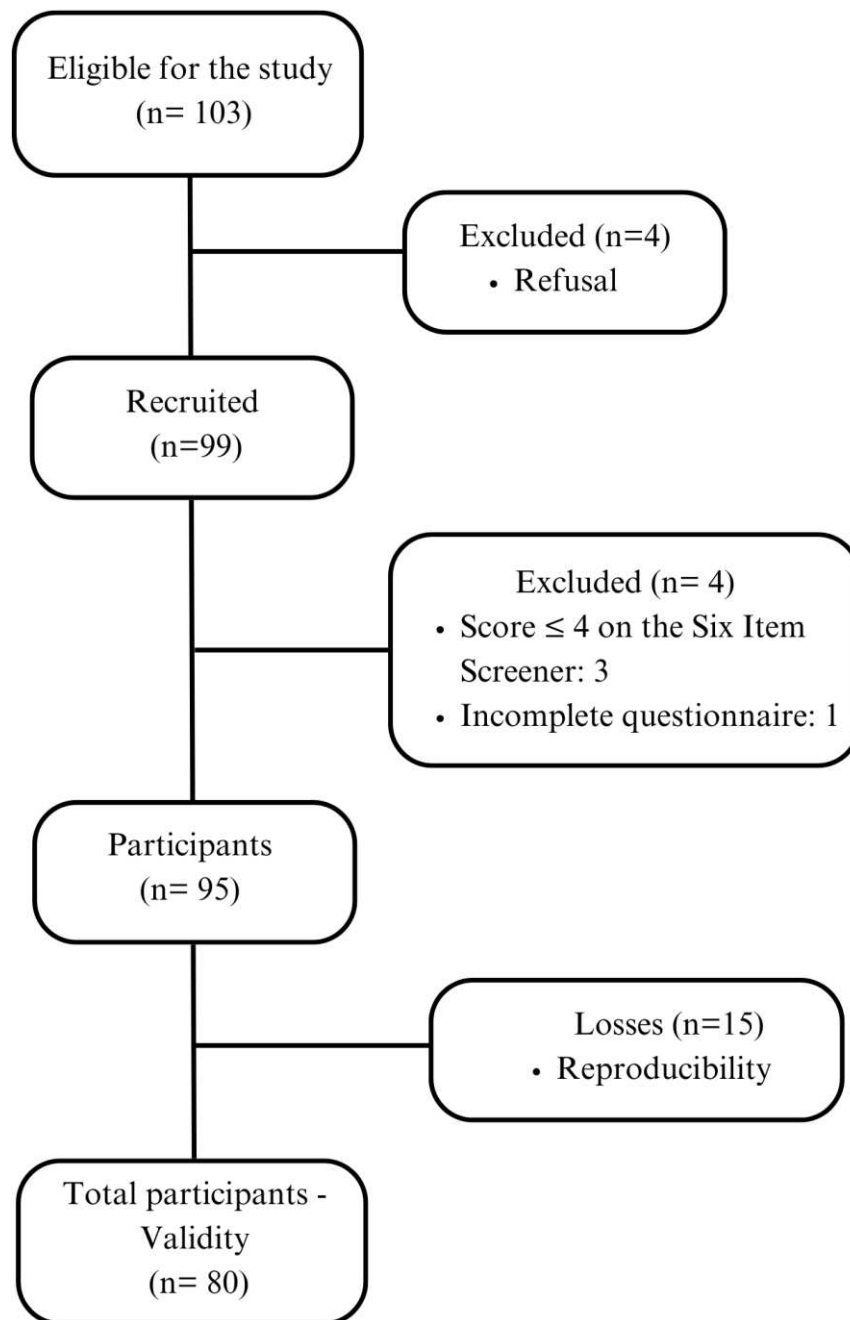 Eligible for the study
(n= 103)
Excluded (n=4)
• Refusal
Recruited
(n=99)
Excluded (n= 4)
• Score ≤ 4 on the Six Item
Screener: 3
• Incomplete questionnaire: 1
Participants
(n= 95)
Losses (n=15)
• Reproducibility
Total participants -
Validity
(n= 80)